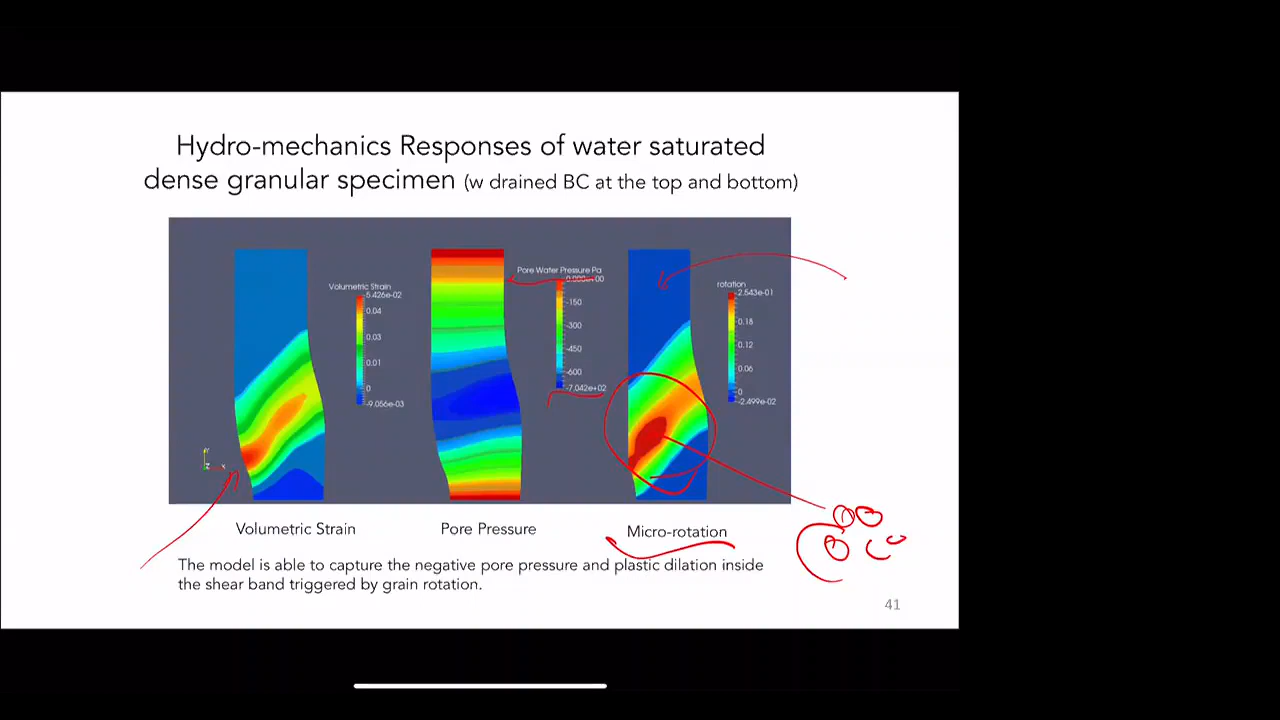 Hydro-mechanics Responses of water saturated
dense granular specimen (w drained BC at the top and bottom)
Volumetric Strain
5.426e-02
0.04
0.03
0.01
0
-9.056e-03
Pore Water Pressure Pa
0.000e+00
-150
-300
-450
-600
-7.042e+02
rotation
2.543e-01
0.18
0.12
0.06
0
-2.499e-02
Y
Z X
Volumetric Strain
Pore Pressure
Micro-rotation
The model is able to capture the negative pore pressure and plastic dilation inside
the shear band triggered by grain rotation.
41